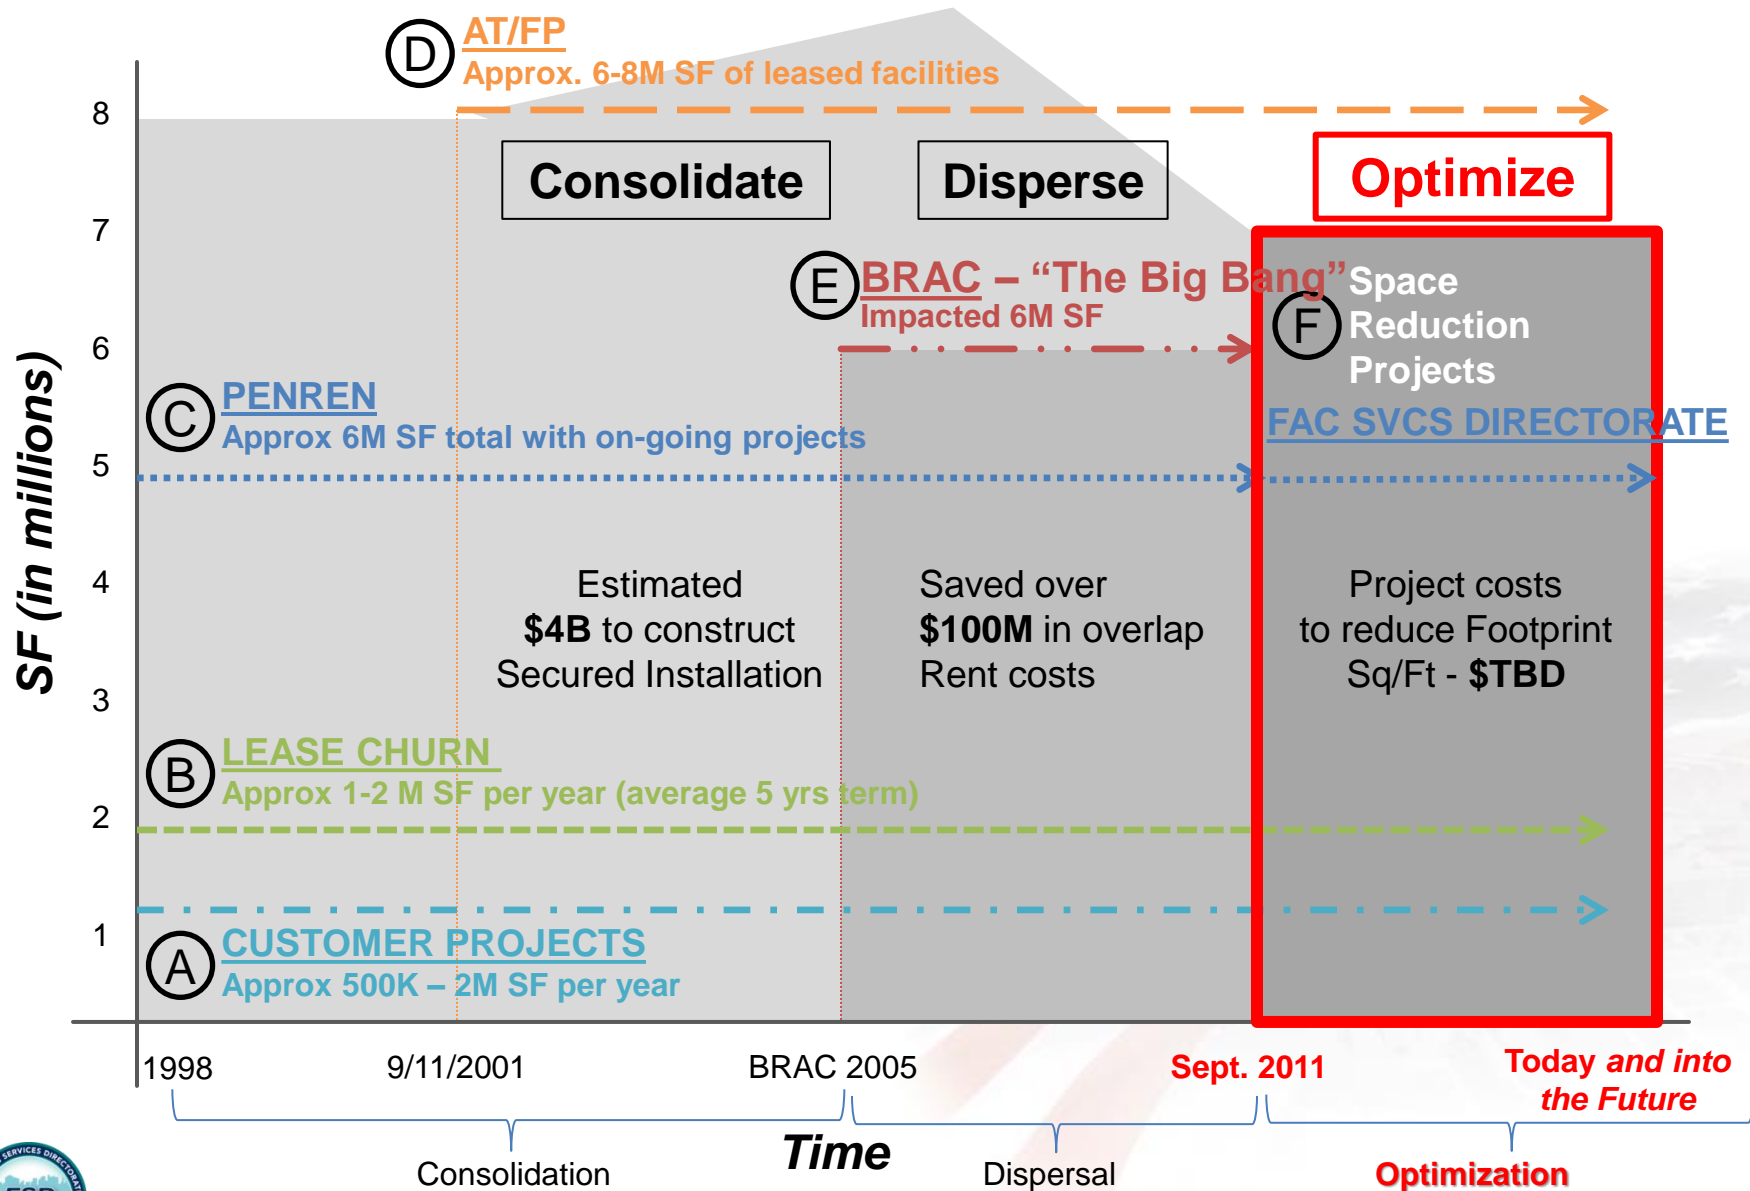 D
AT/FP
Approx. 6-8M SF of leased facilities
8
Consolidate
Disperse
Optimize
7
E
BRAC – “The Big Bang”
Impacted 6M SF
F
Space
Reduction
Projects
6
C
PENREN
Approx 6M SF total with on-going projects
FAC SVCS DIRECTORATE
5
SF (in millions)
4
Estimated
$4B to construct
Secured Installation
Saved over
$100M in overlap
Rent costs
Project costs
to reduce Footprint
Sq/Ft - $TBD
3
B
LEASE CHURN
Approx 1-2 M SF per year (average 5 yrs term)
2
1
A
CUSTOMER PROJECTS
Approx 500K – 2M SF per year
1998
9/11/2001
BRAC 2005
Sept. 2011
Today and into
the Future
Time
Consolidation
Dispersal
Optimization
SERVICES